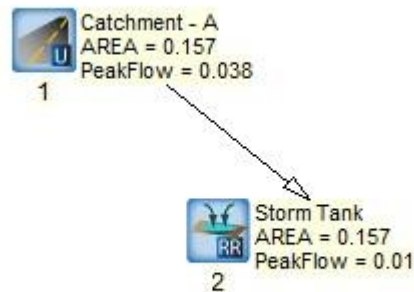 Catchment - A
AREA = 0.157
PeakFlow = 0.038
U
1
Storm Tank
AREA = 0.157
PeakFlow = 0.01
RR
2